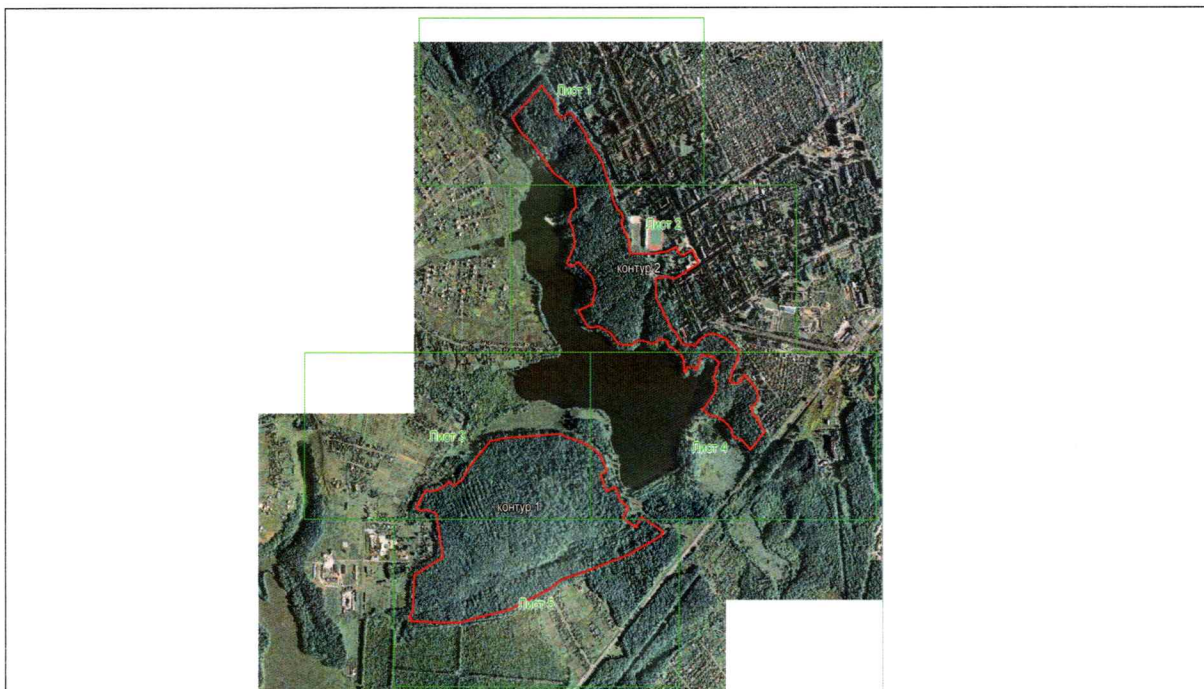 Лист 1
Лист 2
контур 2
Лист 3
Лист 4
контур 1
Лист 5